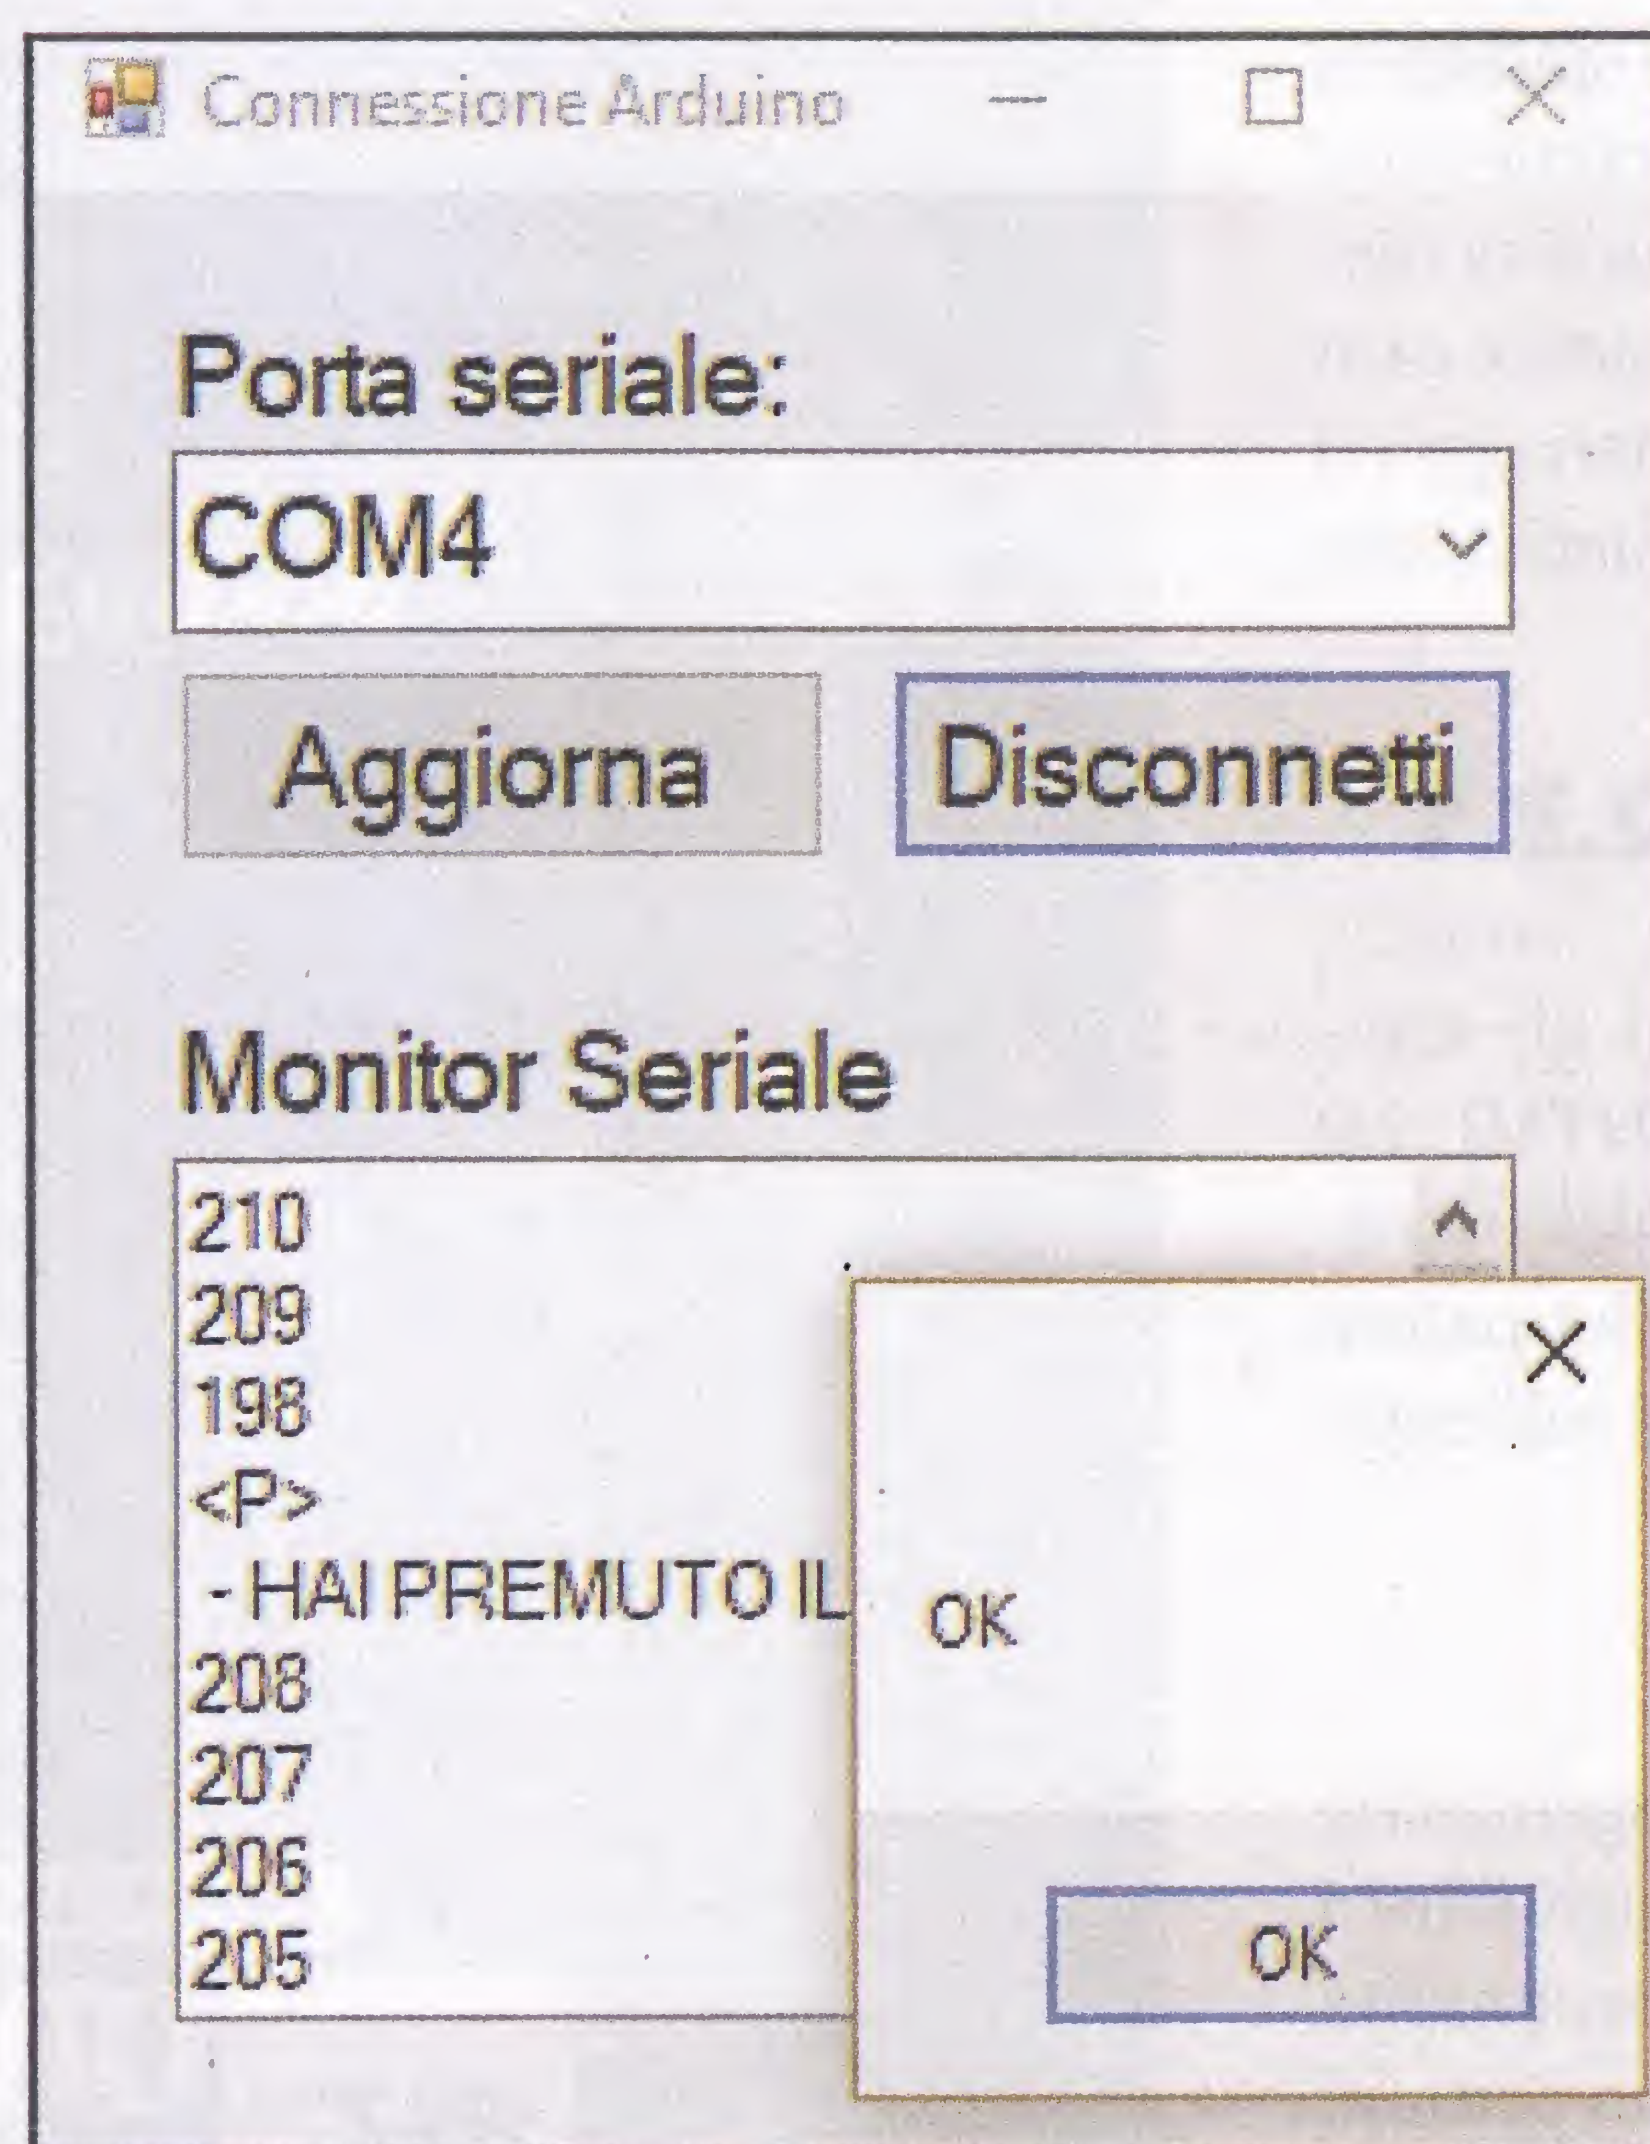 Connessione Arduino
Porta seriale:
COM4
Aggiorna
Disconnetti
Monitor Seriale
210
209
198
<P>
- HAI PREMUTO IL
208
207
206
205
OK
OK